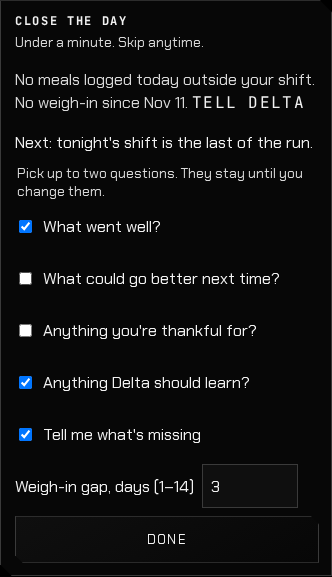 CLOSE THE DAY
Under a minute. Skip anytime.
No meals logged today outside your shift.
No weigh-in since Nov 11. TELL DELTA
Next: tonight's shift is the last of the run.
Pick up to two questions. They stay until you
change them.
What went well?
What could go better next time?
Anything you're thankful for?
Anything Delta should learn?
Tell me what's missing
Weigh-in gap, days (1–14) 3
DONE